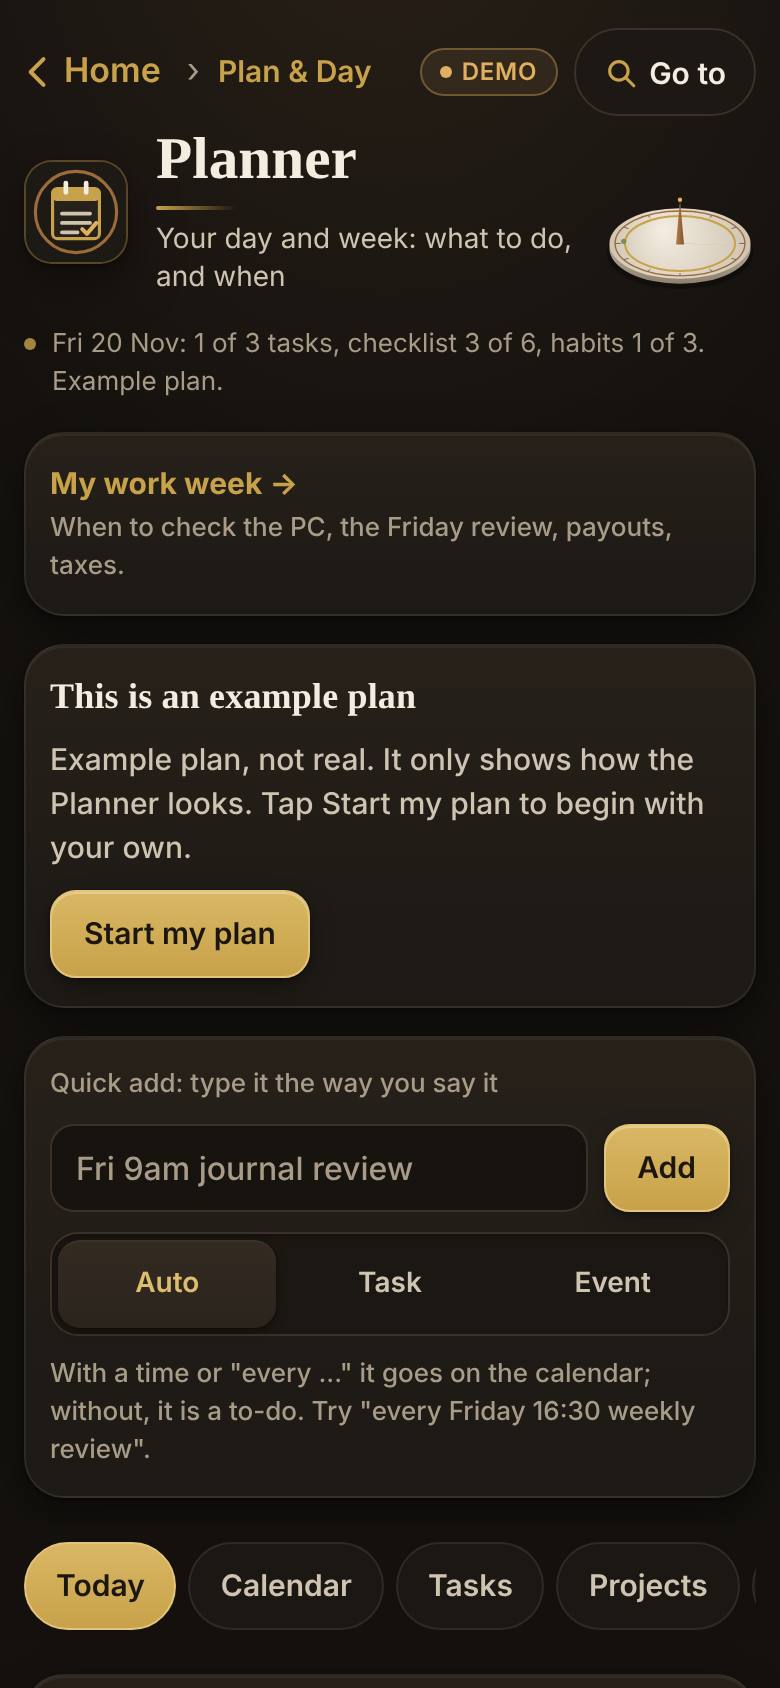 Home › Plan & Day
DEMO
Go to
Planner
Your day and week: what to do,
and when
Fri 20 Nov: 1 of 3 tasks, checklist 3 of 6, habits 1 of 3.
Example plan.
My work week →
When to check the PC, the Friday review, payouts,
taxes.
This is an example plan
Example plan, not real. It only shows how the
Planner looks. Tap Start my plan to begin with
your own.
Start my plan
Quick add: type it the way you say it
Fri 9am journal review
Add
Auto
Task
Event
With a time or "every ..." it goes on the calendar;
without, it is a to-do. Try "every Friday 16:30 weekly
review".
Today
Calendar
Tasks
Projects